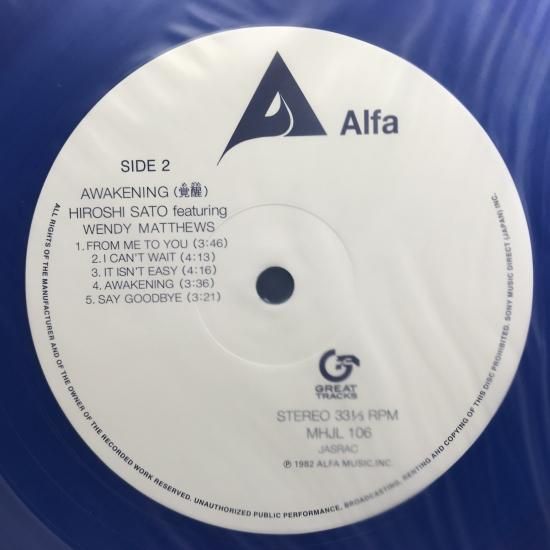 Alfa
SIDE 2
AWAKENING (覚醒)
HIROSHI SATO featuring
WENDY MATTHEWS
1. FROM ME TO YOU (3:46)
2. I CAN'T WAIT (4:13)
3. IT ISN'T EASY (4:16)
4. AWAKENING (3:36)
5. SAY GOODBYE (3:21)
GREAT
TRACKS
STEREO 33⅓ RPM
MHJL 106
JASRAC
℗ 1982 ALFA MUSIC, INC.
ALL RIGHTS OF THE MANUFACTURER AND OF THE OWNER OF THE RECORDED WORK RESERVED. UNAUTHORIZED PUBLIC PERFORMANCE, BROADCASTING, RENTING AND COPYING OF THIS DISC PROHIBITED. SONY MUSIC DIRECT (JAPAN) INC.